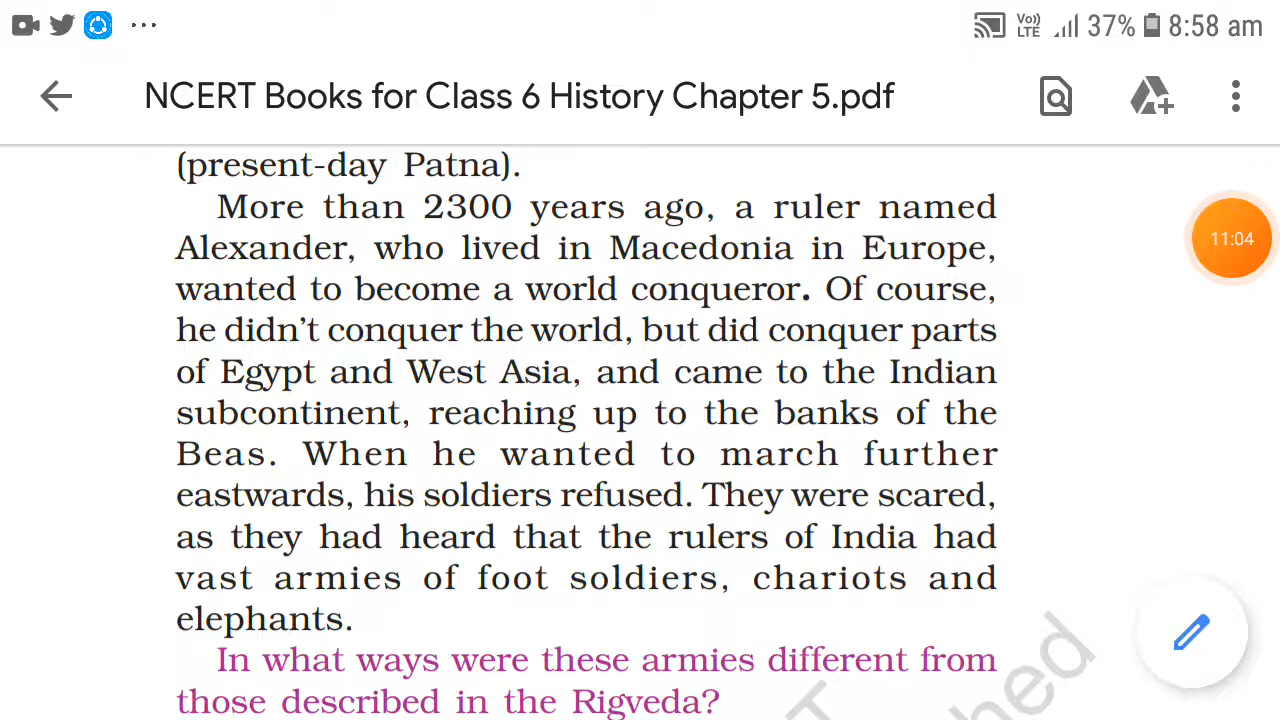 Vo)) LTE 37% 8:58 am
NCERT Books for Class 6 History Chapter 5.pdf
(present-day Patna).
More than 2300 years ago, a ruler named
Alexander, who lived in Macedonia in Europe,
wanted to become a world conqueror. Of course,
he didn't conquer the world, but did conquer parts
of Egypt and West Asia, and came to the Indian
subcontinent, reaching up to the banks of the
Beas. When he wanted to march further
eastwards, his soldiers refused. They were scared,
as they had heard that the rulers of India had
vast armies of foot soldiers, chariots and
elephants.
In what ways were these armies different from
those described in the Rigveda?
11:04